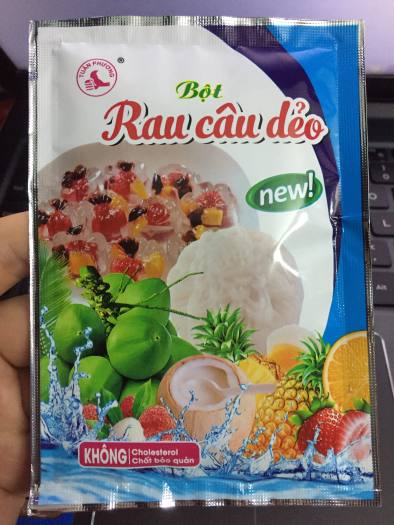 TUẤN PHƯƠNG
®
Bột
Rau câu dẻo
new!
KHÔNG
Cholesterol
Chất bảo quản